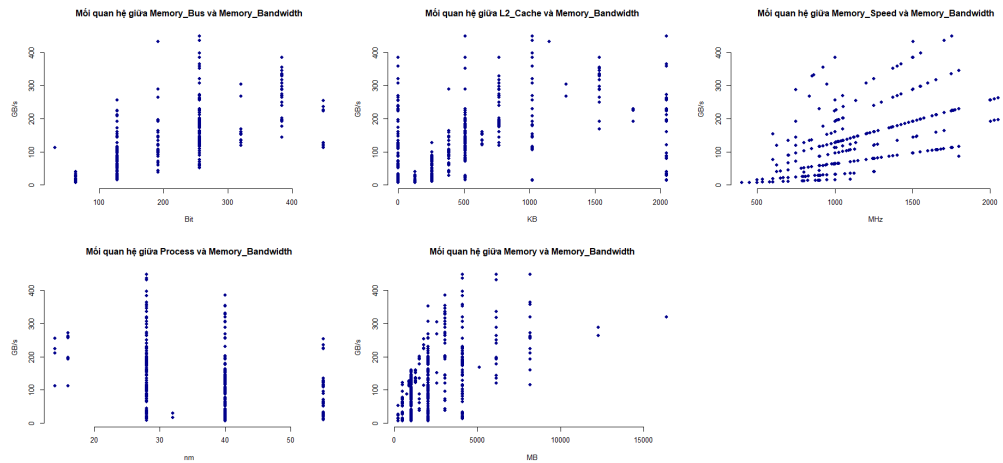 Mối quan hệ giữa Memory_Bus và Memory_Bandwidth
GB/s
0 100 200 300 400
100 200 300 400
Bit
Mối quan hệ giữa L2_Cache và Memory_Bandwidth
GB/s
0 100 200 300 400
0 500 1000 1500 2000
KB
Mối quan hệ giữa Memory_Speed và Memory_Bandwidth
GB/s
0 100 200 300 400
500 1000 1500 2000
MHz
Mối quan hệ giữa Process và Memory_Bandwidth
GB/s
0 100 200 300 400
20 30 40 50
nm
Mối quan hệ giữa Memory và Memory_Bandwidth
GB/s
0 100 200 300 400
0 5000 10000 15000
MB